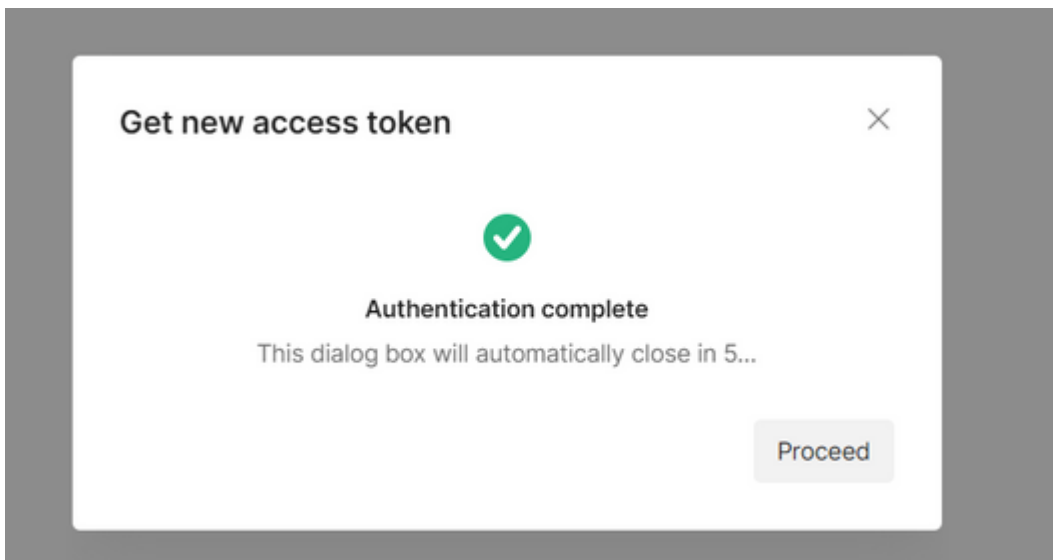 Get new access token
Authentication complete
This dialog box will automatically close in 5...
Proceed